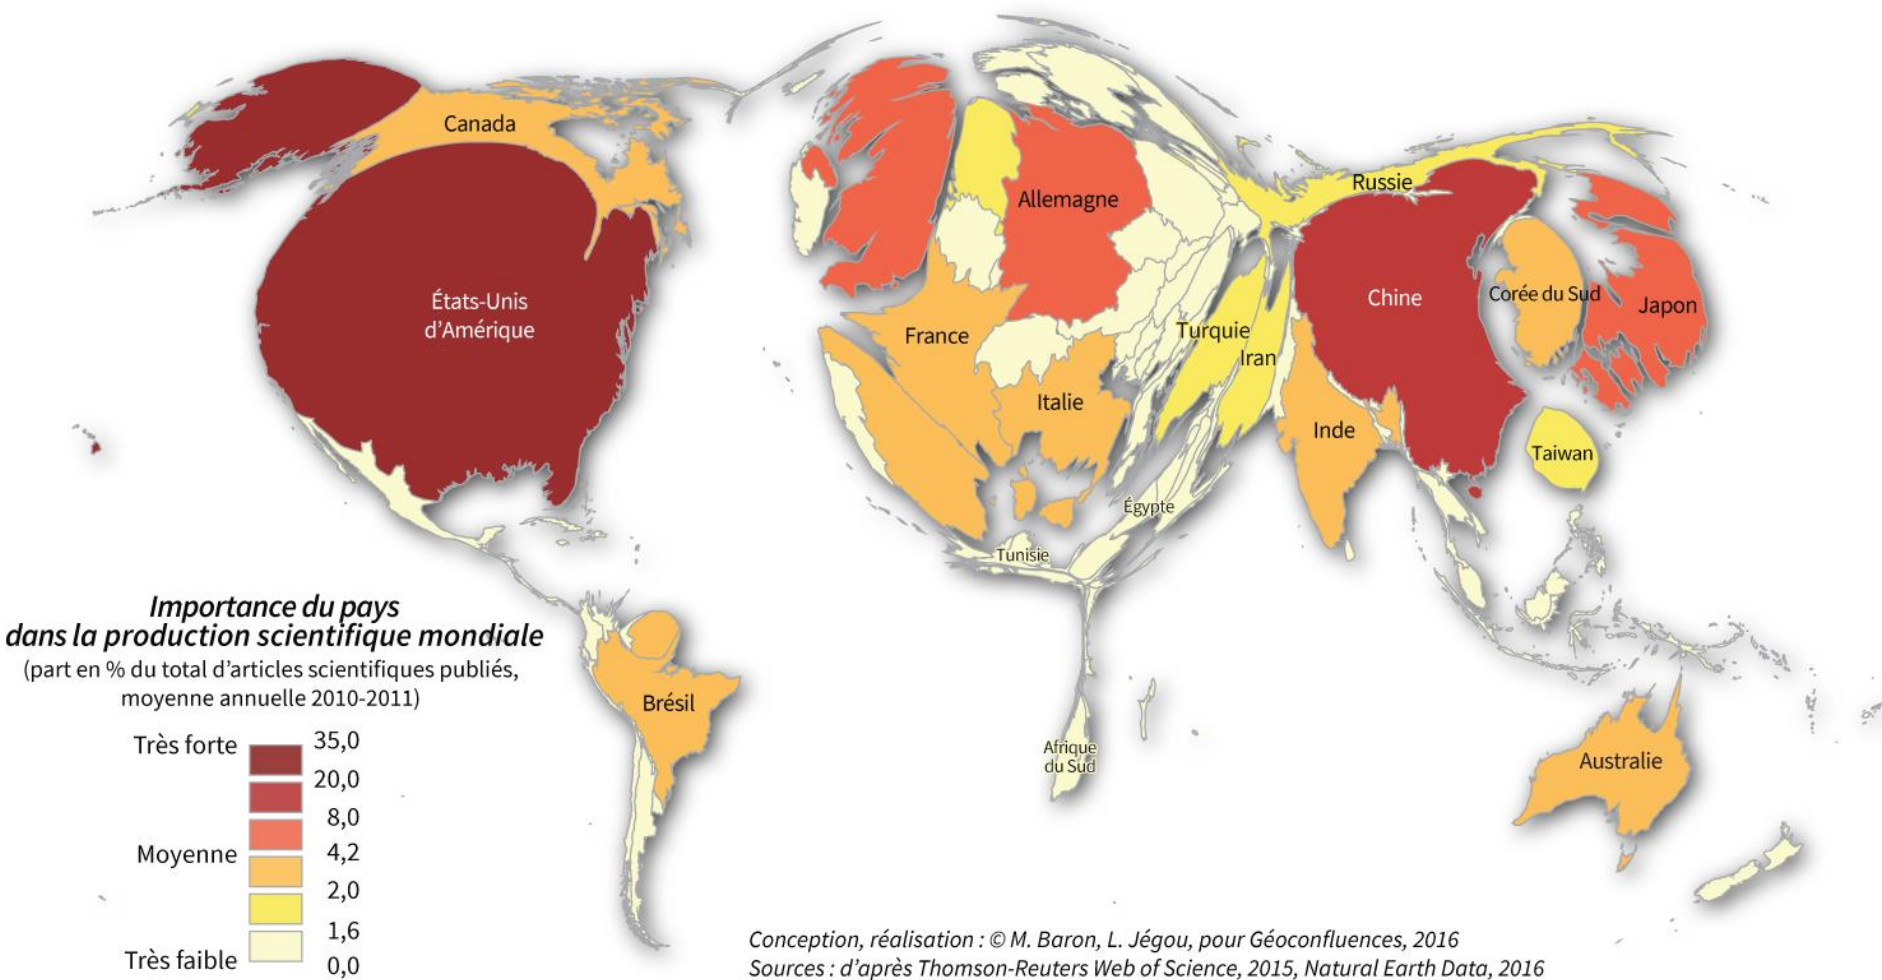 Canada
Allemagne
Russie
États-Unis
d'Amérique
Chine
Corée du Sud
Japon
France
Turquie
Iran
Italie
Inde
Taiwan
Égypte
Tunisie
Importance du pays
dans la production scientifique mondiale
(part en % du total d'articles scientifiques publiés,
moyenne annuelle 2010-2011)
Brésil
Afrique
du Sud
Australie
Très forte
35,0
20,0
8,0
Moyenne
4,2
2,0
1,6
Très faible
0,0
Conception, réalisation : © M. Baron, L. Jégou, pour Géoconfluences, 2016
Sources : d'après Thomson-Reuters Web of Science, 2015, Natural Earth Data, 2016